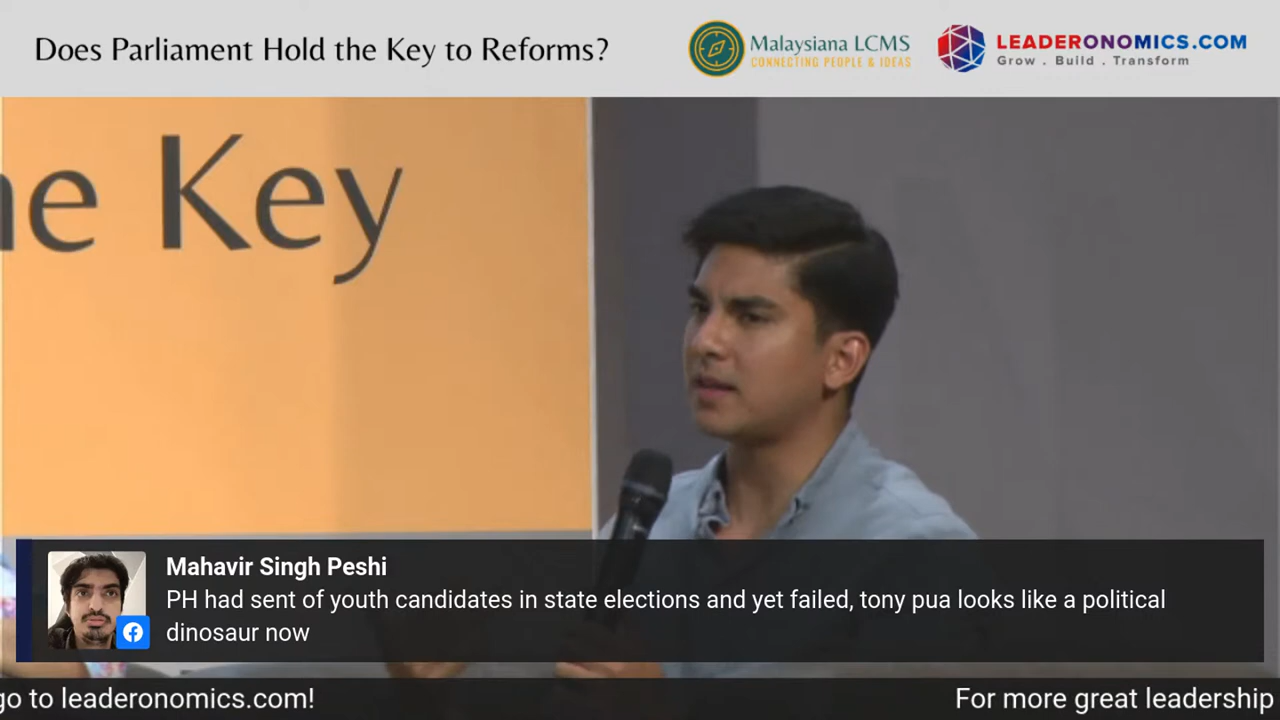 Does Parliament Hold the Key to Reforms?
Malaysiana LCMS
CONNECTING PEOPLE & IDEAS
LEADERONOMICS.COM
Grow . Build . Transform
he Key
Mahavir Singh Peshi
PH had sent of youth candidates in state elections and yet failed, tony pua looks like a political
dinosaur now
go to leaderonomics.com!
For more great leadership